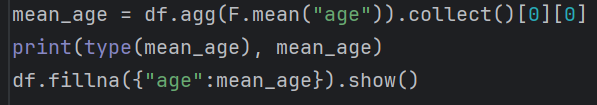 mean_age = df.agg(F.mean("age")).collect()[0][0]
print(type(mean_age), mean_age)
df.fillna({"age":mean_age}).show()